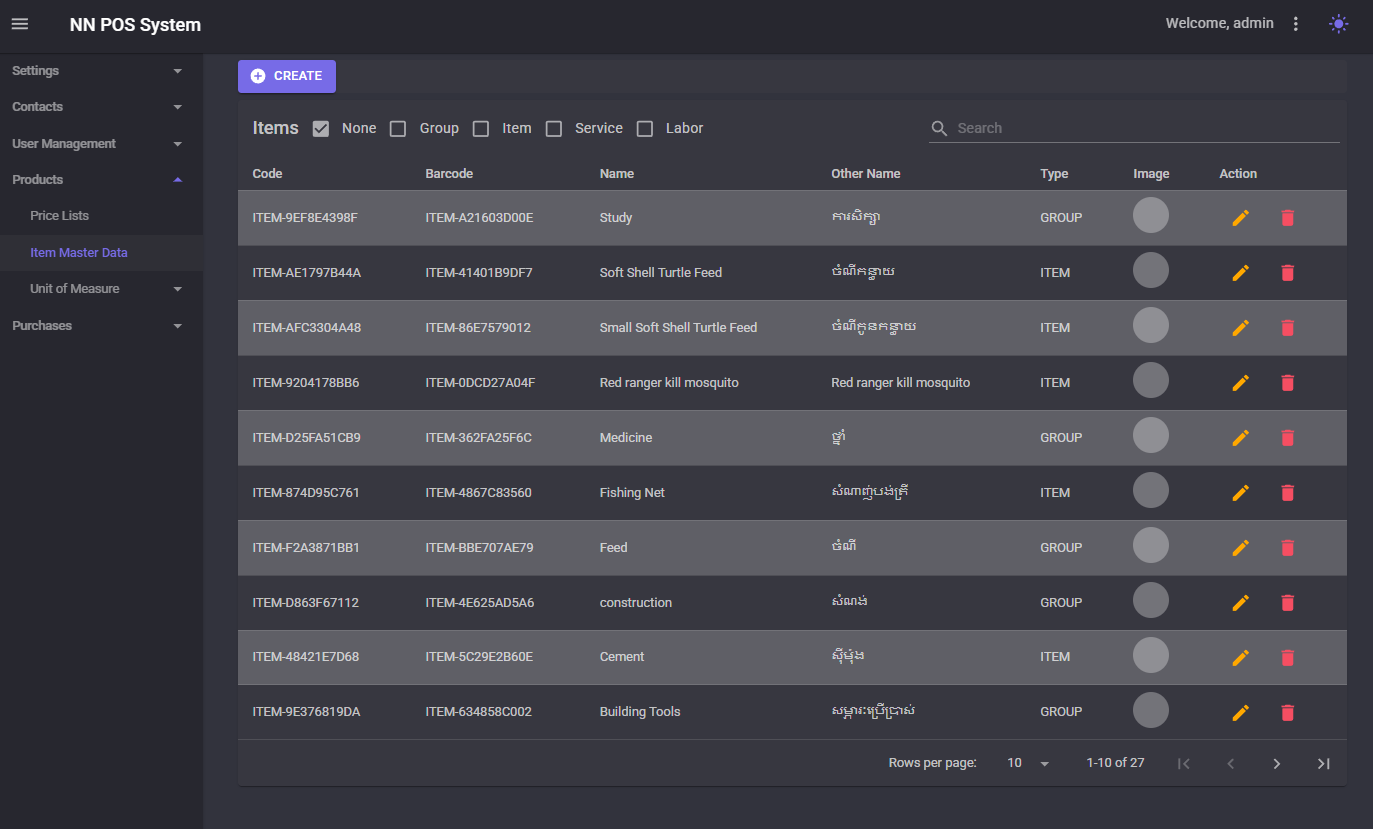 NN POS System
Welcome, admin
Settings
Contacts
User Management
Products
Price Lists
Item Master Data
Unit of Measure
Purchases
CREATE
Items None Group Item Service Labor Search
Code Barcode Name Other Name Type Image Action
ITEM-9EF8E4398F ITEM-A21603D00E Study ការសិក្សា GROUP
ITEM-AE1797B44A ITEM-41401B9DF7 Soft Shell Turtle Feed ចំណីកន្ធាយ ITEM
ITEM-AFC3304A48 ITEM-86E7579012 Small Soft Shell Turtle Feed ចំណីកូនកន្ធាយ ITEM
ITEM-9204178BB6 ITEM-0DCD27A04F Red ranger kill mosquito Red ranger kill mosquito ITEM
ITEM-D25FA51CB9 ITEM-362FA25F6C Medicine ថ្នាំ GROUP
ITEM-874D95C761 ITEM-4867C83560 Fishing Net សំណាញ់បង់ត្រី ITEM
ITEM-F2A3871BB1 ITEM-BBE707AE79 Feed ចំណី GROUP
ITEM-D863F67112 ITEM-4E625AD5A6 construction សំណង់ GROUP
ITEM-48421E7D68 ITEM-5C29E2B60E Cement ស៊ីម៉ុង ITEM
ITEM-9E376819DA ITEM-634858C002 Building Tools សម្ភារៈប្រើប្រាស់ GROUP
Rows per page: 10 1-10 of 27